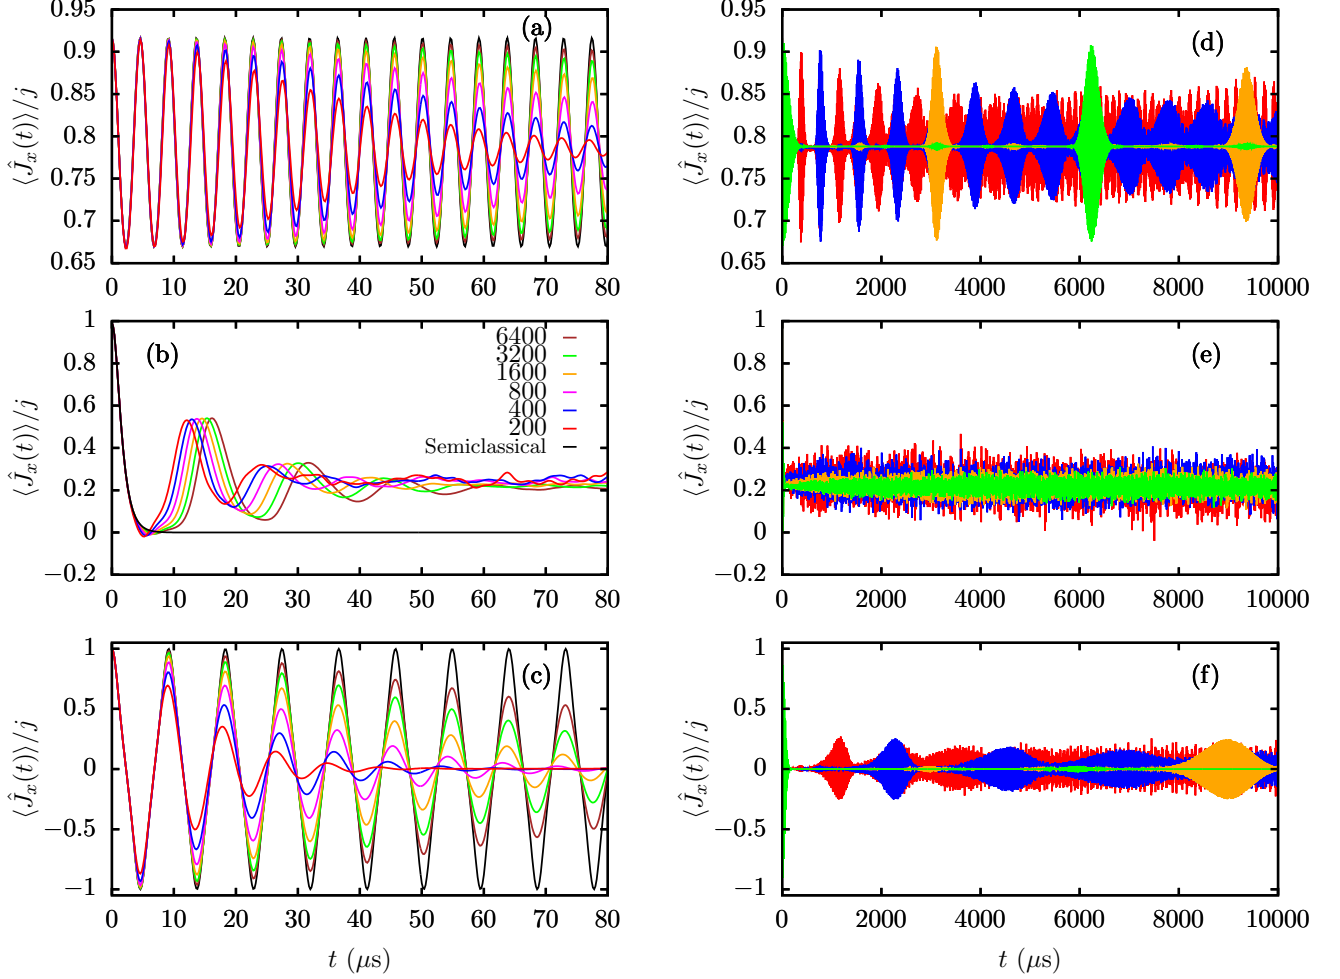 (a)
⟨Ĵx(t)⟩/j
0.95
0.9
0.85
0.8
0.75
0.7
0.65
0 10 20 30 40 50 60 70 80
(d)
⟨Ĵx(t)⟩/j
0.95
0.9
0.85
0.8
0.75
0.7
0.65
0 2000 4000 6000 8000 10000
(b)
⟨Ĵx(t)⟩/j
1
0.8
0.6
0.4
0.2
0
−0.2
6400
3200
1600
800
400
200
Semiclassical
0 10 20 30 40 50 60 70 80
(e)
⟨Ĵx(t)⟩/j
1
0.8
0.6
0.4
0.2
0
−0.2
0 2000 4000 6000 8000 10000
(c)
⟨Ĵx(t)⟩/j
1
0.5
0
−0.5
−1
0 10 20 30 40 50 60 70 80
t (μs)
(f)
⟨Ĵx(t)⟩/j
1
0.5
0
−0.5
−1
0 2000 4000 6000 8000 10000
t (μs)